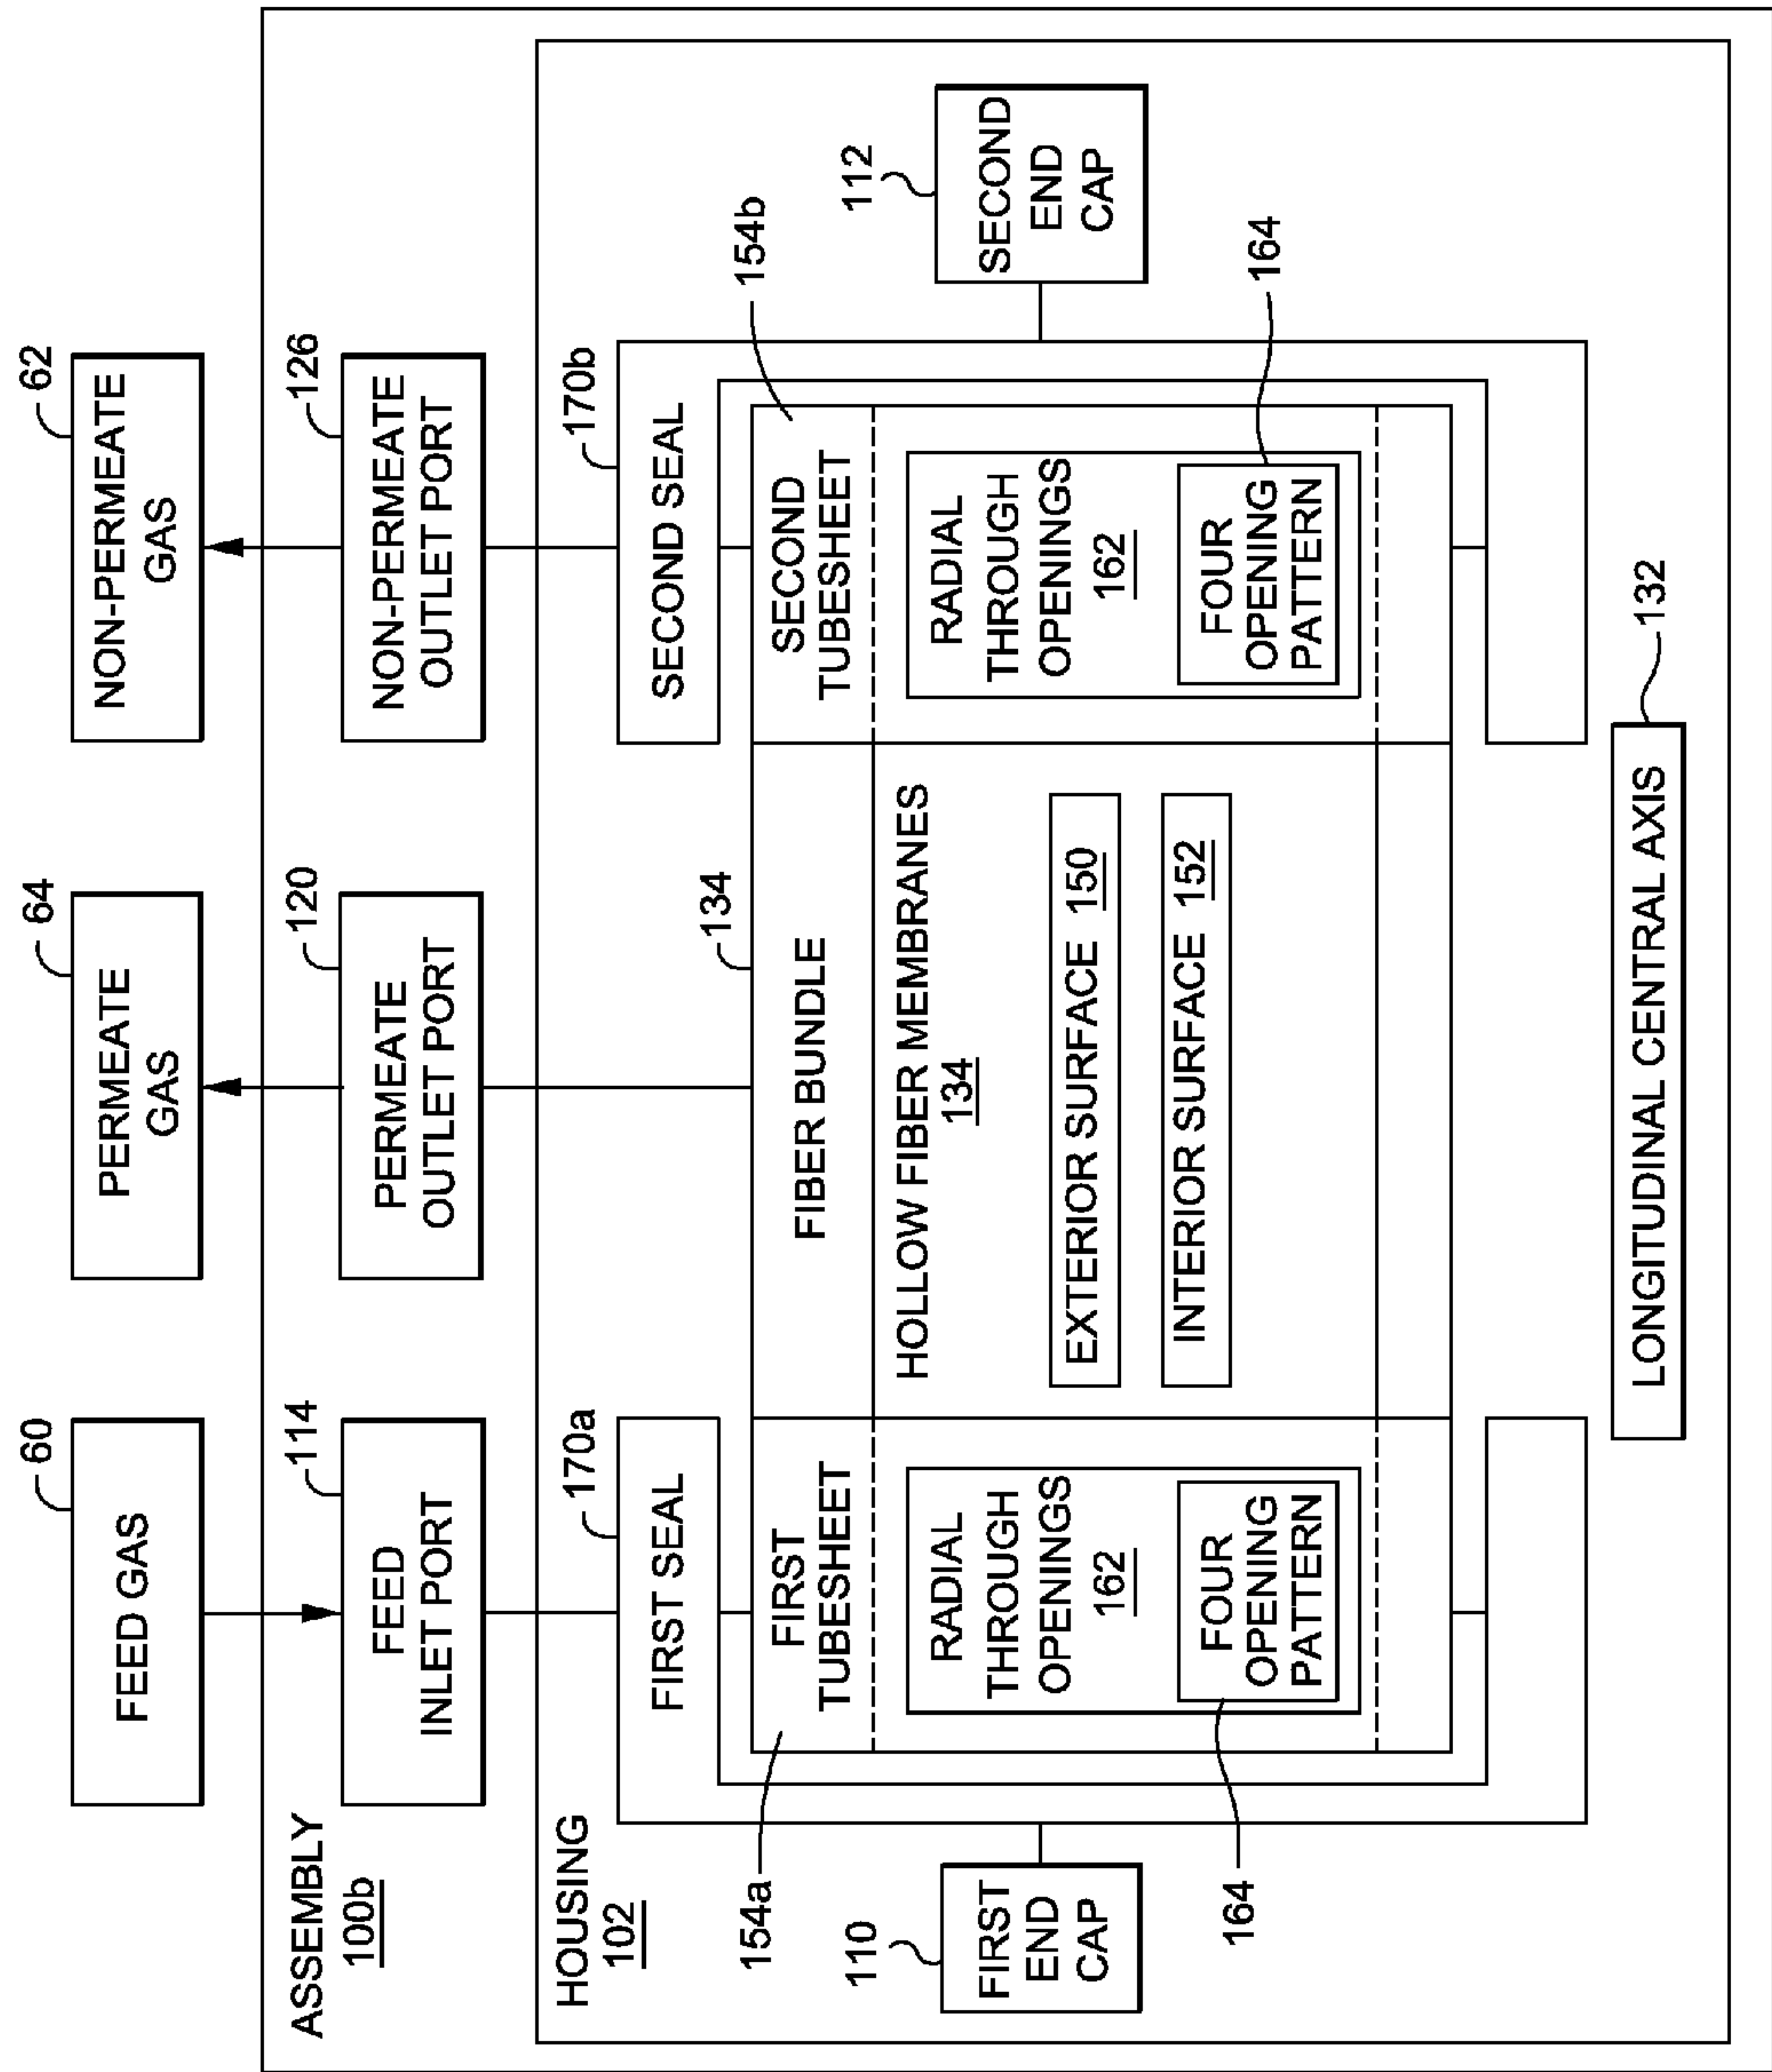 60
FEED GAS
64
PERMEATE
GAS
62
NON-PERMEATE
GAS
ASSEMBLY
100b
114
FEED
INLET PORT
120
PERMEATE
OUTLET PORT
126
NON-PERMEATE
OUTLET PORT
HOUSING
102
170a
FIRST SEAL
134
170b
SECOND SEAL
154a
FIRST
TUBESHEET
FIBER BUNDLE
SECOND
TUBESHEET
154b
110
FIRST
END
CAP
RADIAL
THROUGH
OPENINGS
162
FOUR
OPENING
PATTERN
164
HOLLOW FIBER MEMBRANES
134
EXTERIOR SURFACE 150
INTERIOR SURFACE 152
RADIAL
THROUGH
OPENINGS
162
FOUR
OPENING
PATTERN
164
112
SECOND
END
CAP
LONGITUDINAL CENTRAL AXIS
132